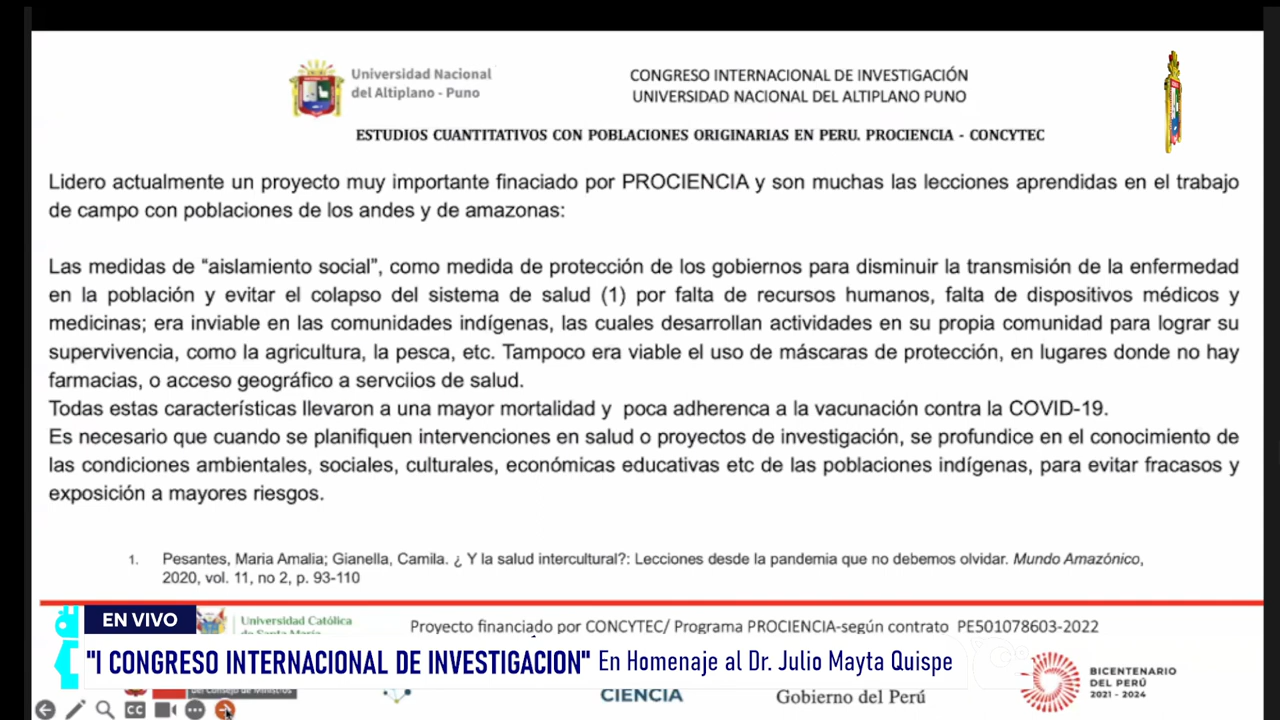 Universidad Nacional
del Altiplano - Puno
CONGRESO INTERNACIONAL DE INVESTIGACIÓN
UNIVERSIDAD NACIONAL DEL ALTIPLANO PUNO
ESTUDIOS CUANTITATIVOS CON POBLACIONES ORIGINARIAS EN PERU. PROCIENCIA - CONCYTEC
Lidero actualmente un proyecto muy importante finaciado por PROCIENCIA y son muchas las lecciones aprendidas en el trabajo
de campo con poblaciones de los andes y de amazonas:
Las medidas de “aislamiento social”, como medida de protección de los gobiernos para disminuir la transmisión de la enfermedad
en la población y evitar el colapso del sistema de salud (1) por falta de recursos humanos, falta de dispositivos médicos y
medicinas; era inviable en las comunidades indígenas, las cuales desarrollan actividades en su propia comunidad para lograr su
supervivencia, como la agricultura, la pesca, etc. Tampoco era viable el uso de máscaras de protección, en lugares donde no hay
farmacias, o acceso geográfico a servciios de salud.
Todas estas características llevaron a una mayor mortalidad y poca adherenca a la vacunación contra la COVID-19.
Es necesario que cuando se planifiquen intervenciones en salud o proyectos de investigación, se profundice en el conocimiento de
las condiciones ambientales, sociales, culturales, económicas educativas etc de las poblaciones indígenas, para evitar fracasos y
exposición a mayores riesgos.
1. Pesantes, Maria Amalia; Gianella, Camila. ¿ Y la salud intercultural?: Lecciones desde la pandemia que no debemos olvidar. Mundo Amazónico,
2020, vol. 11, no 2, p. 93-110
EN VIVO
Universidad Católica
de Santa María
Proyecto financiado por CONCYTEC/ Programa PROCIENCIA-según contrato PE501078603-2022
"I CONGRESO INTERNACIONAL DE INVESTIGACION" En Homenaje al Dr. Julio Mayta Quispe
del Consejo de Ministros
CIENCIA
Gobierno del Perú
BICENTENARIO
DEL PERÚ
2021 - 2024
CC